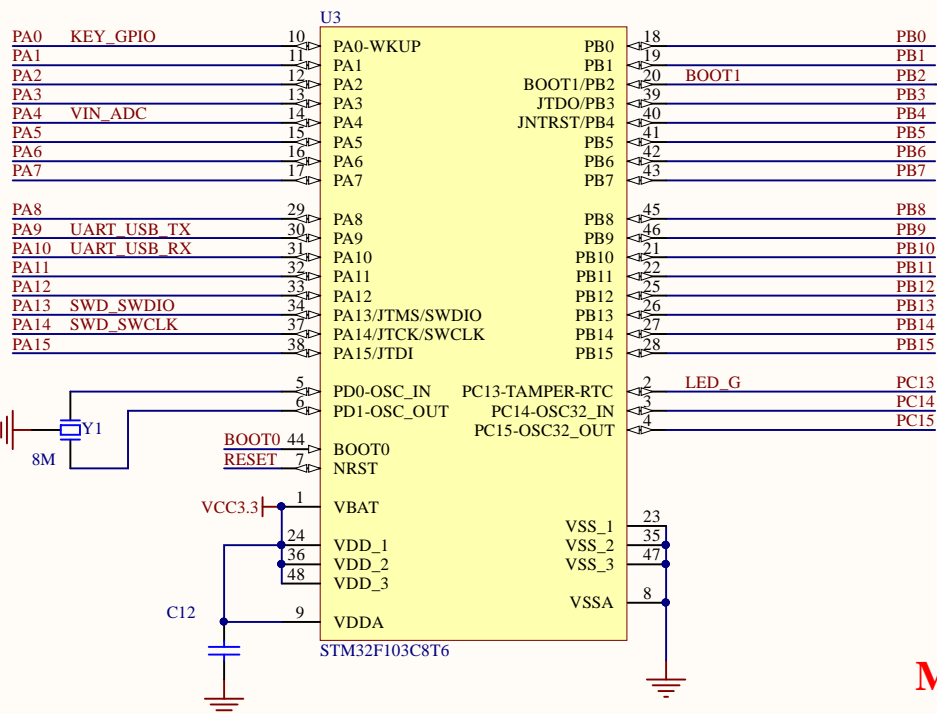 U3
PA0 KEY_GPIO 10 PA0-WKUP PB0 18 PB0
PA1 11 PA1 PB1 19 PB1
PA2 12 PA2 BOOT1/PB2 20 BOOT1 PB2
PA3 13 PA3 JTDO/PB3 39 PB3
PA4 VIN_ADC 14 PA4 JNTRST/PB4 40 PB4
PA5 15 PA5 PB5 41 PB5
PA6 16 PA6 PB6 42 PB6
PA7 17 PA7 PB7 43 PB7
PA8 29 PA8 PB8 45 PB8
PA9 UART_USB_TX 30 PA9 PB9 46 PB9
PA10 UART_USB_RX 31 PA10 PB10 21 PB10
PA11 32 PA11 PB11 22 PB11
PA12 33 PA12 PB12 25 PB12
PA13 SWD_SWDIO 34 PA13/JTMS/SWDIO PB13 26 PB13
PA14 SWD_SWCLK 37 PA14/JTCK/SWCLK PB14 27 PB14
PA15 38 PA15/JTDI PB15 28 PB15
5 PD0-OSC_IN PC13-TAMPER-RTC 2 LED_G PC13
6 PD1-OSC_OUT PC14-OSC32_IN 3 PC14
Y1 PC15-OSC32_OUT 4 PC15
8M
BOOT0 44 BOOT0
RESET 7 NRST
VCC3.3 1 VBAT
VSS_1 23
24 VDD_1 VSS_2 35
36 VDD_2 VSS_3 47
48 VDD_3
VSSA 8
C12 9 VDDA
STM32F103C8T6